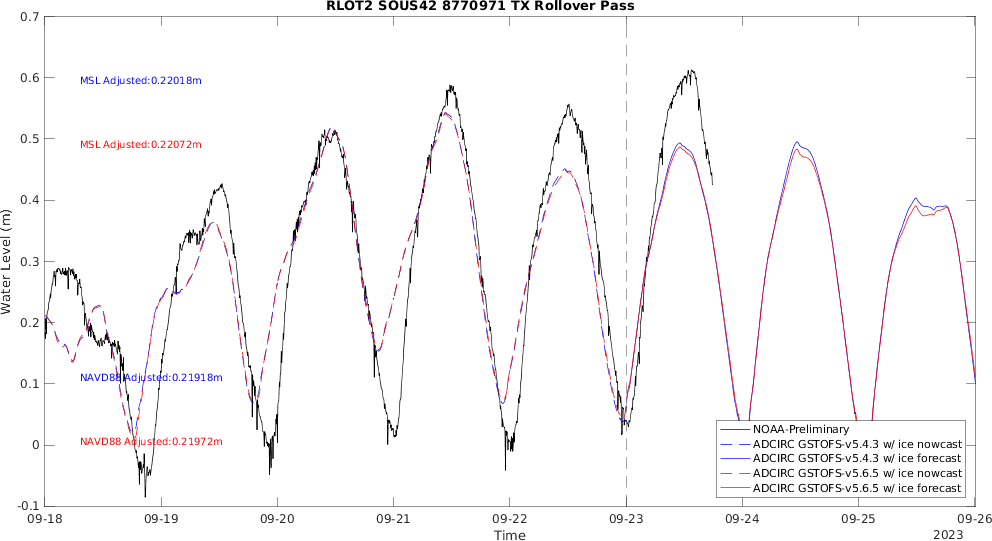 RLOT2 SOUS42 8770971 TX Rollover Pass
0.7
0.6
0.5
0.4
0.3
0.2
0.1
0
-0.1
Water Level (m)
MSL Adjusted:0.22018m
MSL Adjusted:0.22072m
NAVD88 Adjusted:0.21918m
NAVD88 Adjusted:0.21972m
NOAA-Preliminary
ADCIRC GSTOFS-v5.4.3 w/ ice nowcast
ADCIRC GSTOFS-v5.4.3 w/ ice forecast
ADCIRC GSTOFS-v5.6.5 w/ ice nowcast
ADCIRC GSTOFS-v5.6.5 w/ ice forecast
09-18 09-19 09-20 09-21 09-22 09-23 09-24 09-25 09-26
Time
2023